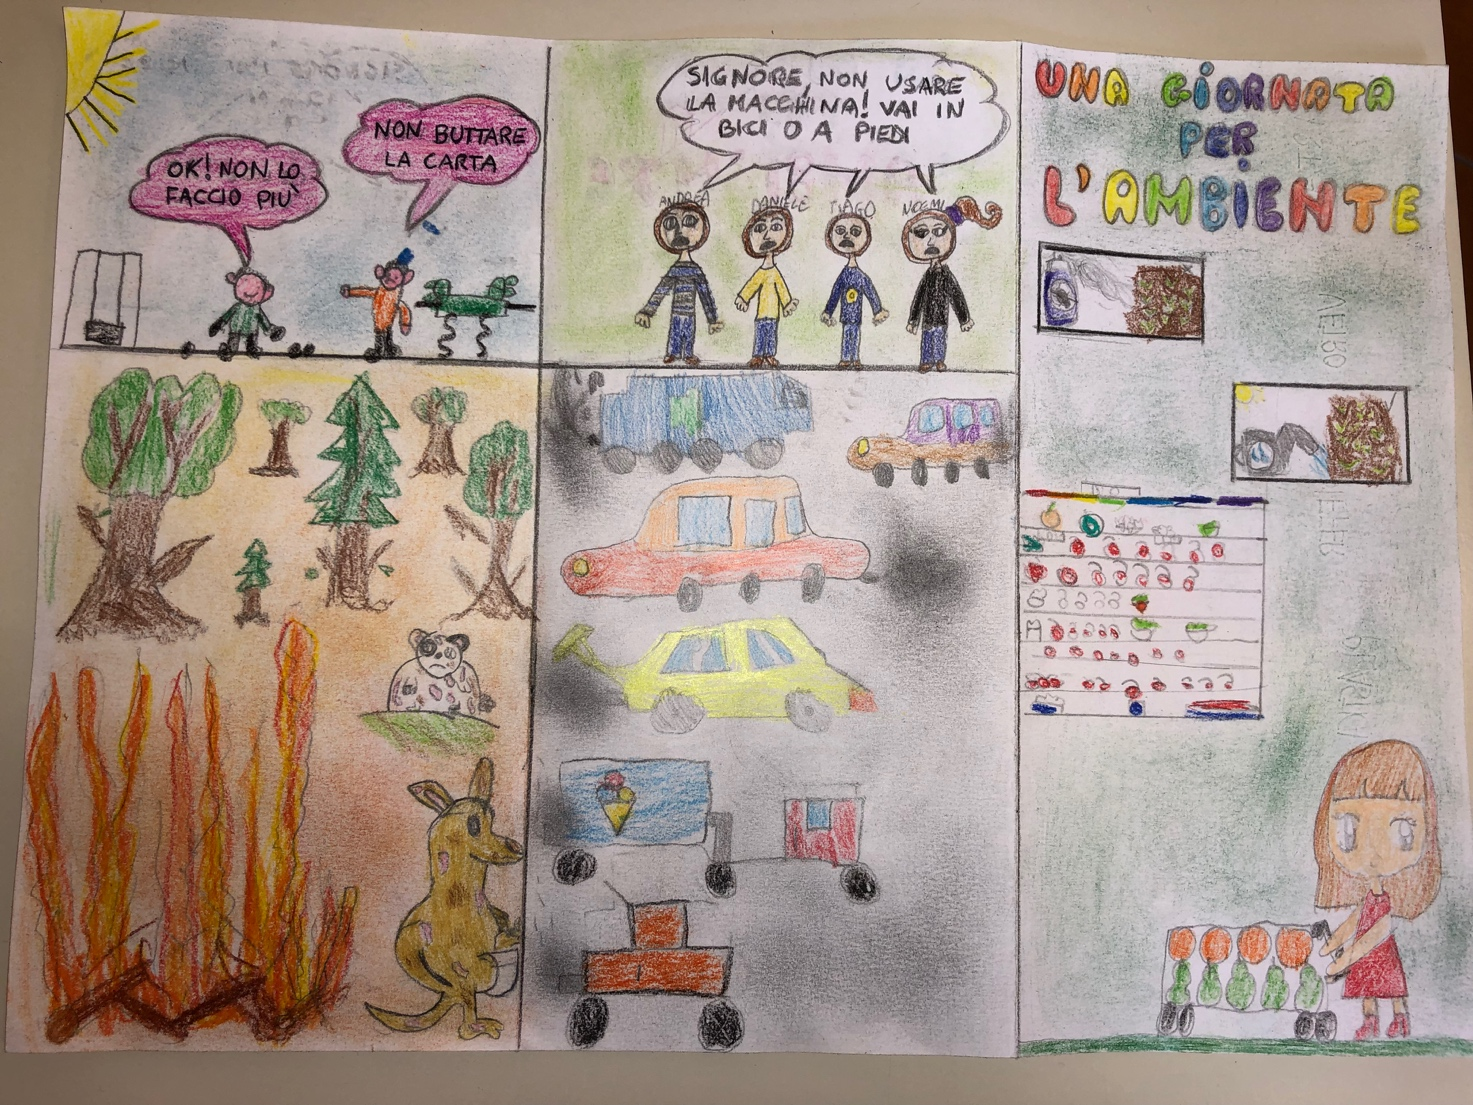 OK! NON LO
FACCIO PIÙ
NON BUTTARE
LA CARTA
SIGNORE, NON USARE
LA MACCHINA! VAI IN
BICI O A PIEDI
ANDREA
DANIELE
TIAGO
NOEMI
UNA GIORNATA
PER
L'AMBIENTE